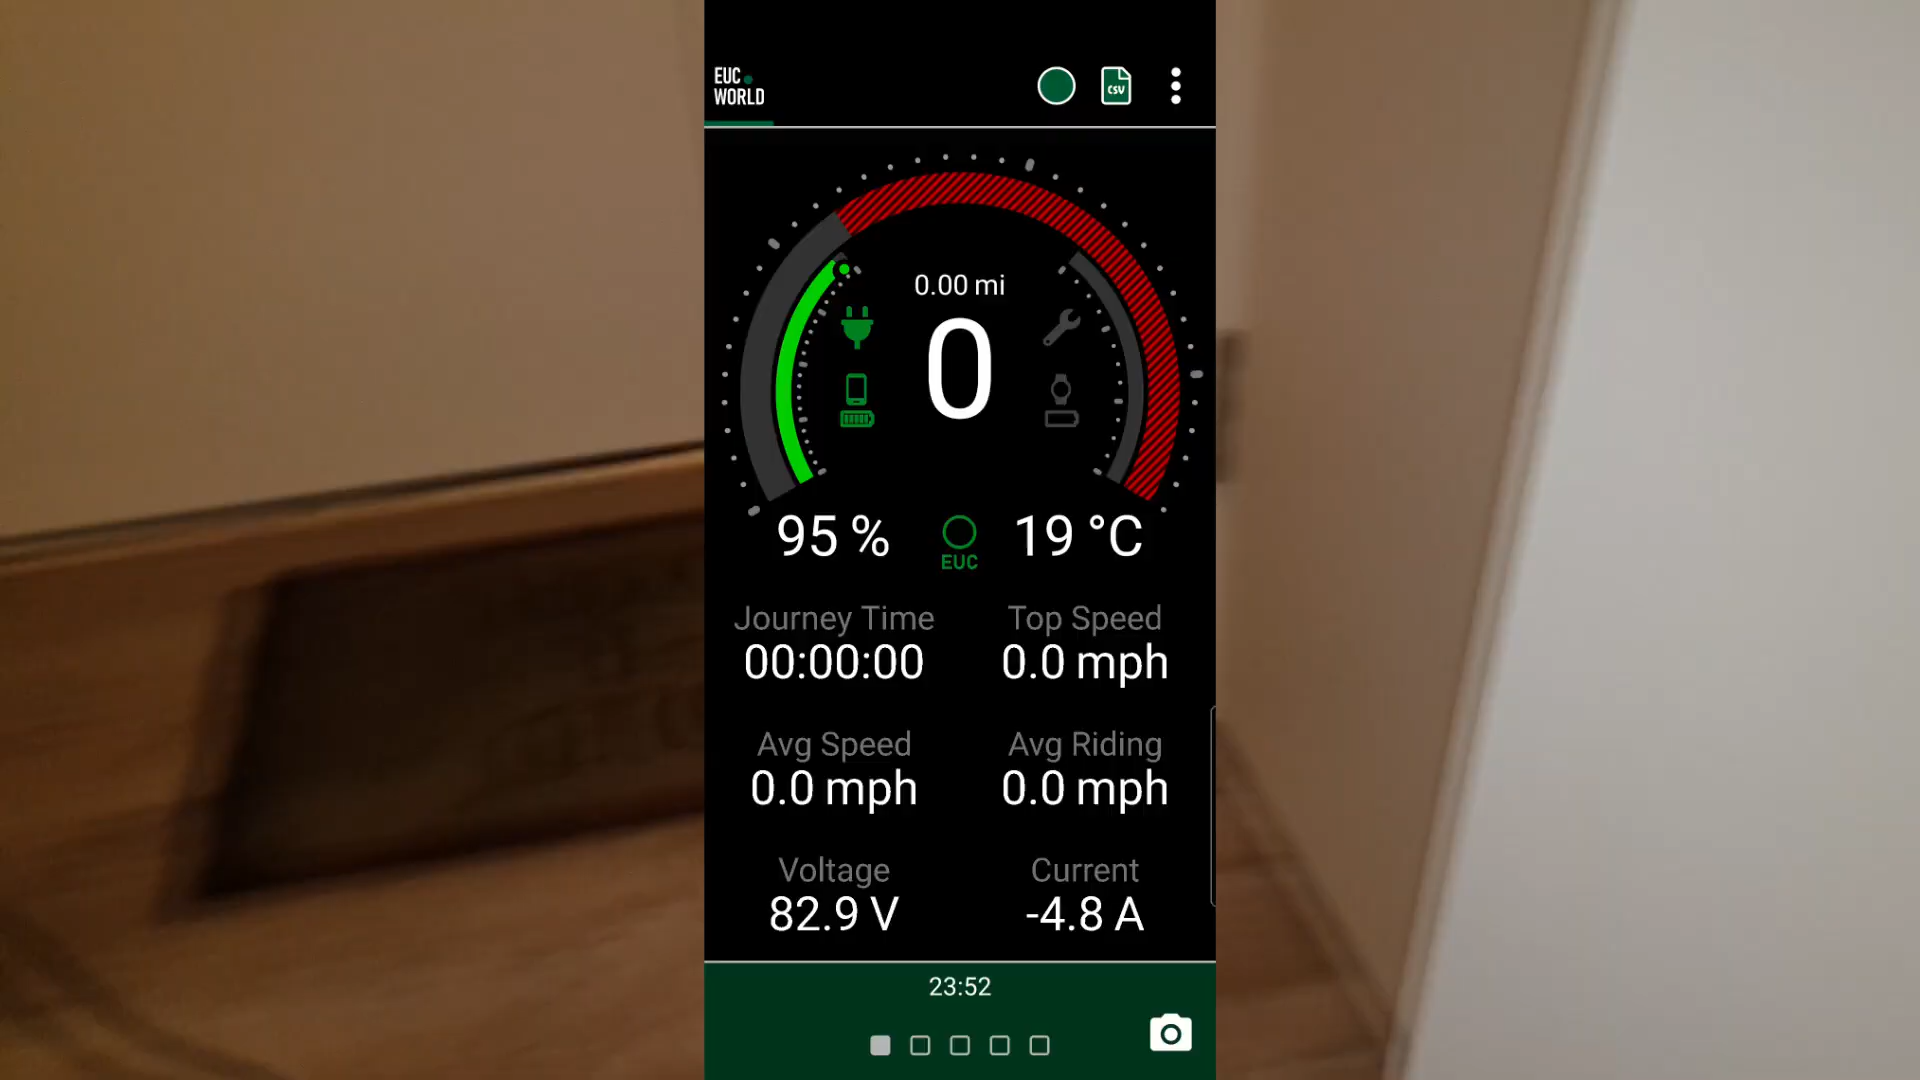 EUC
WORLD
CSV
0.00 mi
0
95 %
EUC
19 °C
Journey Time
Top Speed
00:00:00
0.0 mph
Avg Speed
Avg Riding
0.0 mph
0.0 mph
Voltage
Current
82.9 V
-4.8 A
23:52